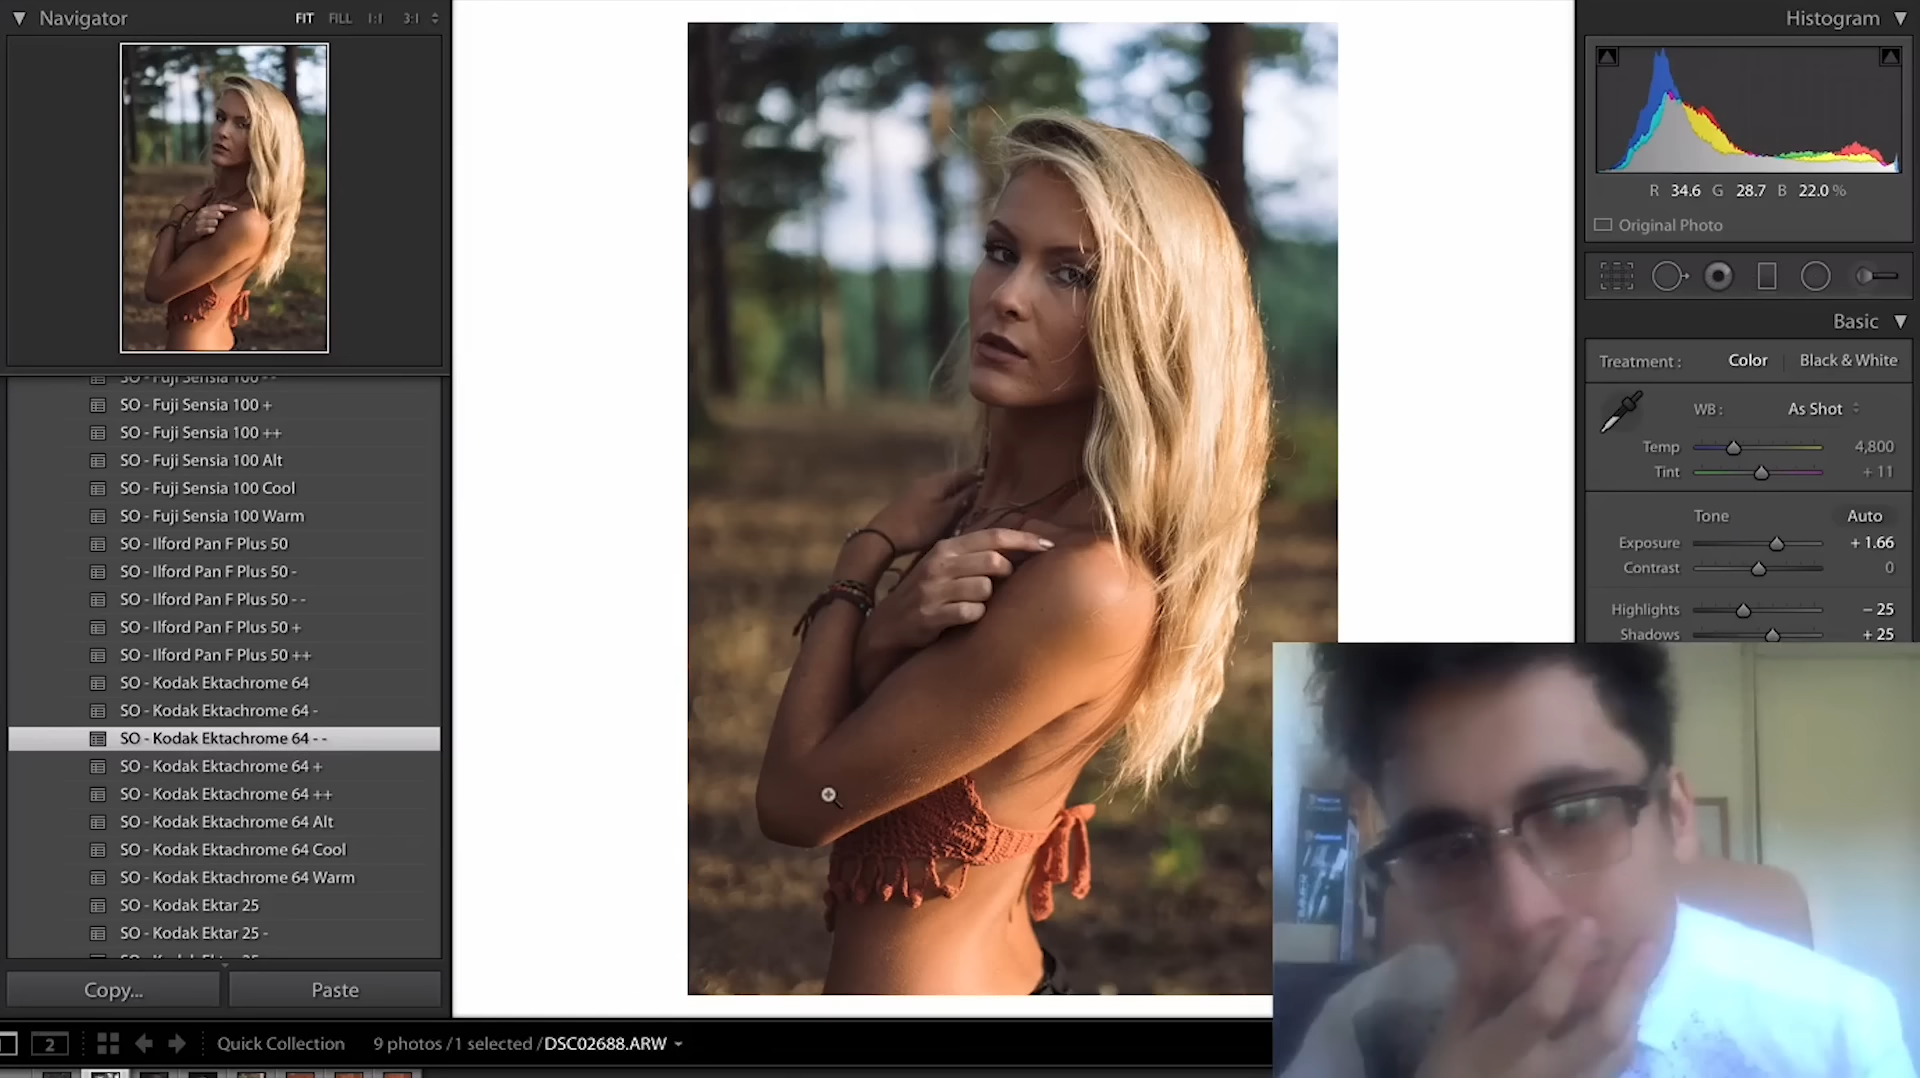 Navigator
FIT FILL 1:1 3:1
SO - Fuji Sensia 100 - -
SO - Fuji Sensia 100 +
SO - Fuji Sensia 100 ++
SO - Fuji Sensia 100 Alt
SO - Fuji Sensia 100 Cool
SO - Fuji Sensia 100 Warm
SO - Ilford Pan F Plus 50
SO - Ilford Pan F Plus 50 -
SO - Ilford Pan F Plus 50 - -
SO - Ilford Pan F Plus 50 +
SO - Ilford Pan F Plus 50 ++
SO - Kodak Ektachrome 64
SO - Kodak Ektachrome 64 -
SO - Kodak Ektachrome 64 - -
SO - Kodak Ektachrome 64 +
SO - Kodak Ektachrome 64 ++
SO - Kodak Ektachrome 64 Alt
SO - Kodak Ektachrome 64 Cool
SO - Kodak Ektachrome 64 Warm
SO - Kodak Ektar 25
SO - Kodak Ektar 25 -
Copy... Paste
2 Quick Collection 9 photos / 1 selected / DSC02688.ARW
Histogram
R 34.6 G 28.7 B 22.0 %
Original Photo
Basic
Treatment : Color Black & White
WB : As Shot
Temp 4,800
Tint + 11
Tone Auto
Exposure + 1.66
Contrast 0
Highlights - 25
Shadows + 25